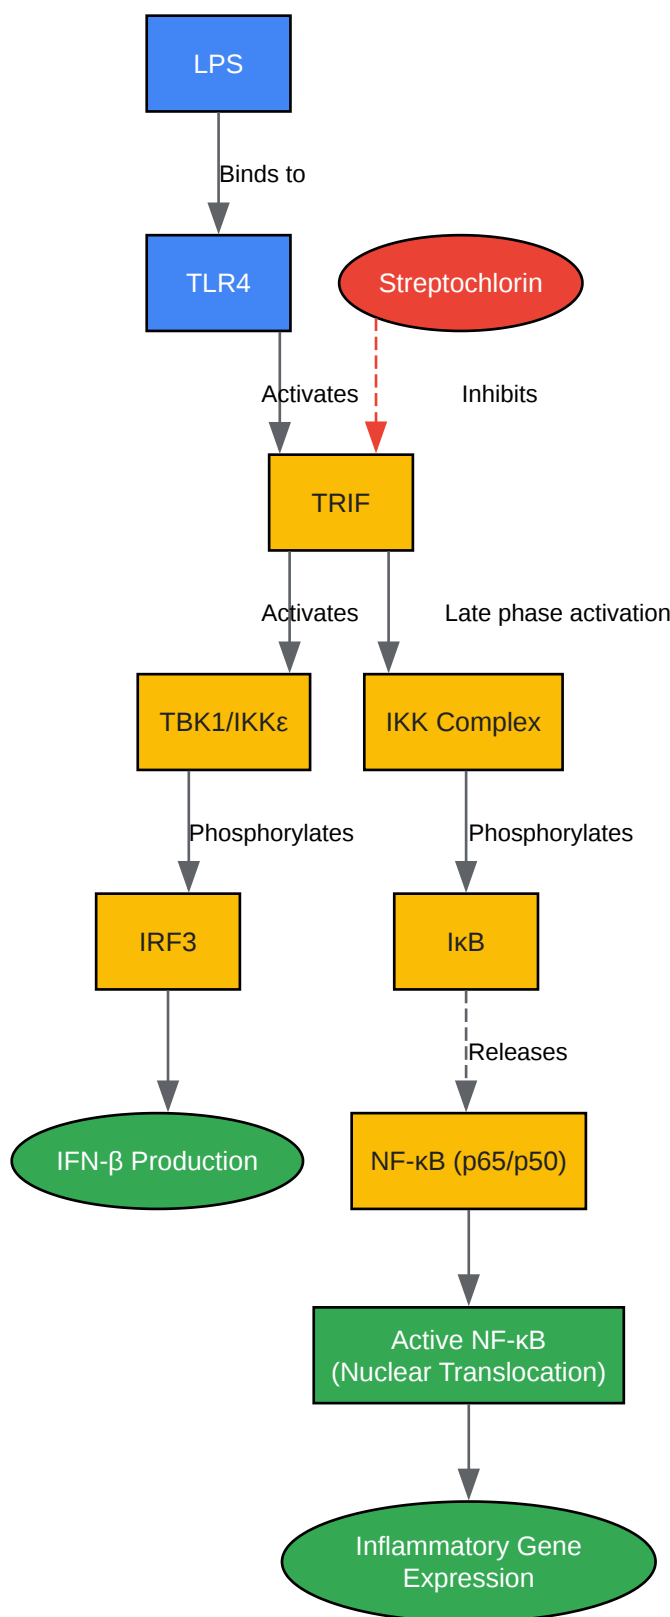 LPS
Binds to
TLR4
Streptochlorin
Activates
Inhibits
TRIF
Activates
Late phase activation
TBK1/IKKε
IKK Complex
Phosphorylates
Phosphorylates
IRF3
IκB
Releases
IFN-β Production
NF-κB (p65/p50)
Active NF-κB
(Nuclear Translocation)
Inflammatory Gene
Expression